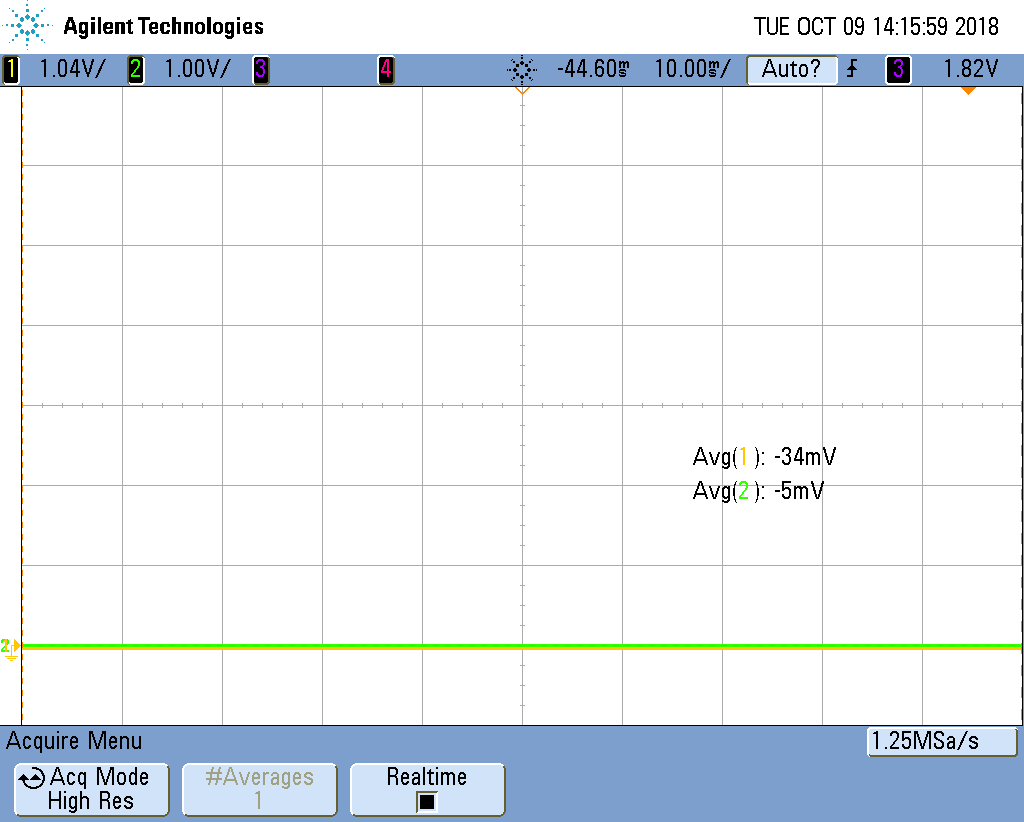 Agilent Technologies
TUE OCT 09 14:15:59 2018
1 1.04V/ 2 1.00V/ 3 4 -44.60ms 10.00ms/ Auto? 3 1.82V
Avg(1): -34mV
Avg(2): -5mV
2
Acquire Menu
1.25MSa/s
Acq Mode
High Res
#Averages
1
Realtime